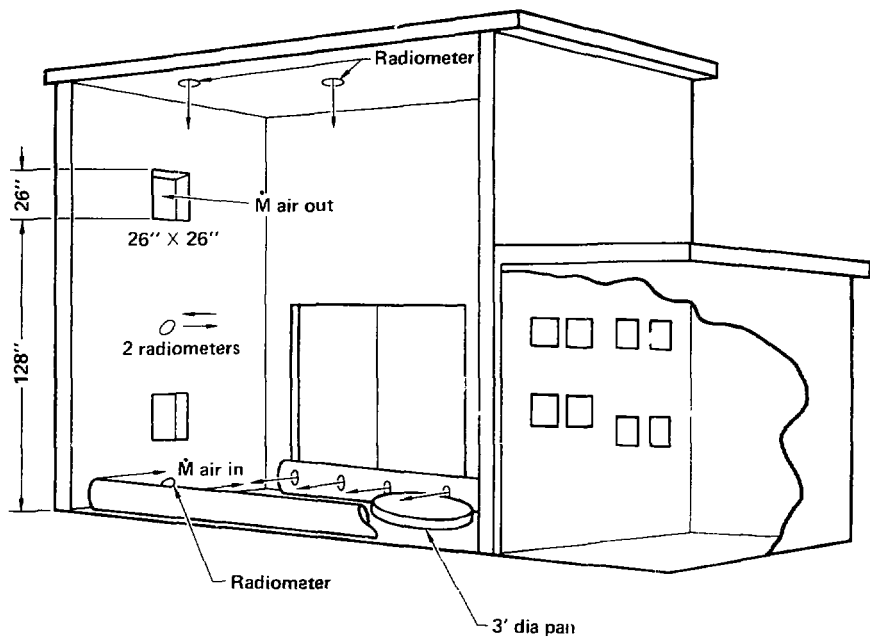 Radiometer
26″
Ṁ air out
26″ × 26″
2 radiometers
128″
Ṁ air in
Radiometer
3′ dia pan